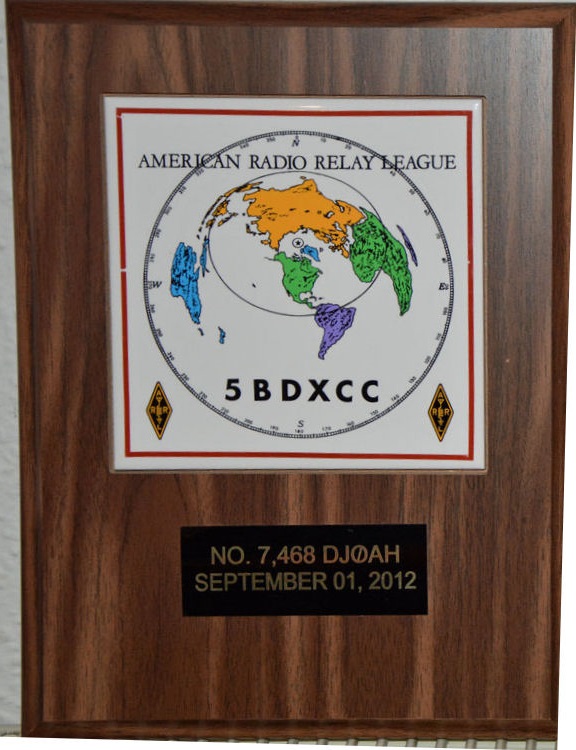 N
AMERICAN RADIO RELAY LEAGUE
W
5BDXCC
S
NO. 7,468 DJØAH
SEPTEMBER 01, 2012